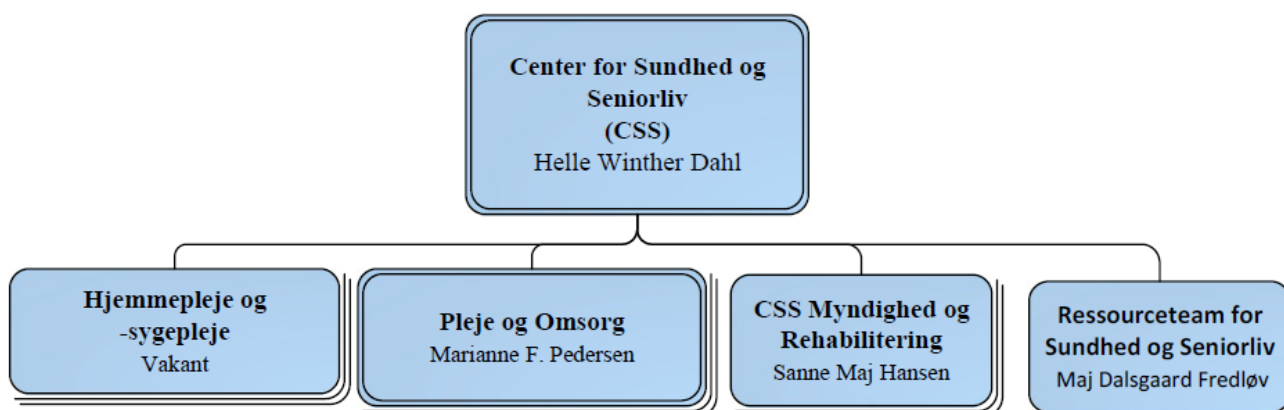 Center for Sundhed og
Seniorliv
(CSS)
Helle Winther Dahl
Hjemmepleje og
-sygepleje
Vakant
Pleje og Omsorg
Marianne F. Pedersen
CSS Myndighed og
Rehabilitering
Sanne Maj Hansen
Ressourceteam for
Sundhed og Seniorliv
Maj Dalsgaard Fredløv